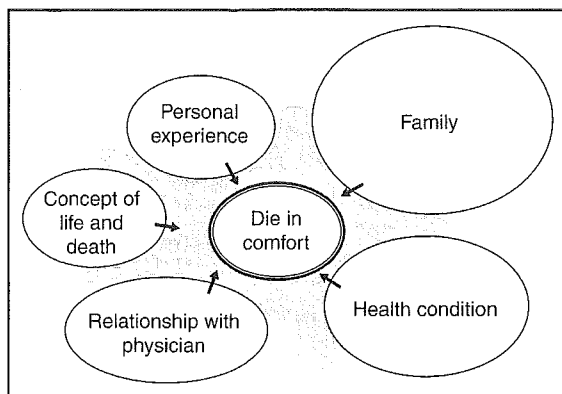 Personal
experience
Family
Concept of
life and
death
Die in
comfort
Relationship with
physician
Health condition